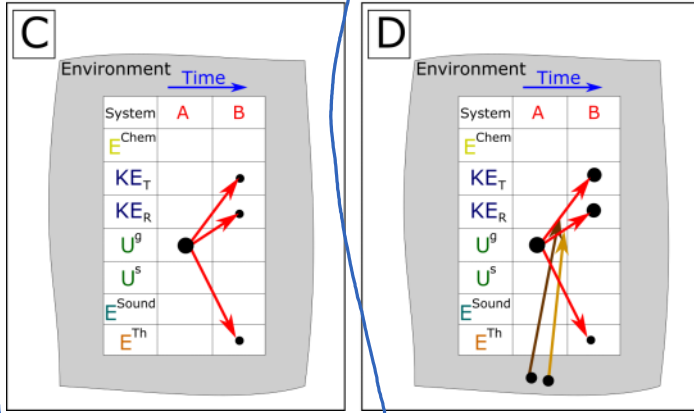 C
Environment
Time
System A B
E^Chem
KE_T
KE_R
U^g
U^s
E^Sound
E^Th
D
Environment
Time
System A B
E^Chem
KE_T
KE_R
U^g
U^s
E^Sound
E^Th